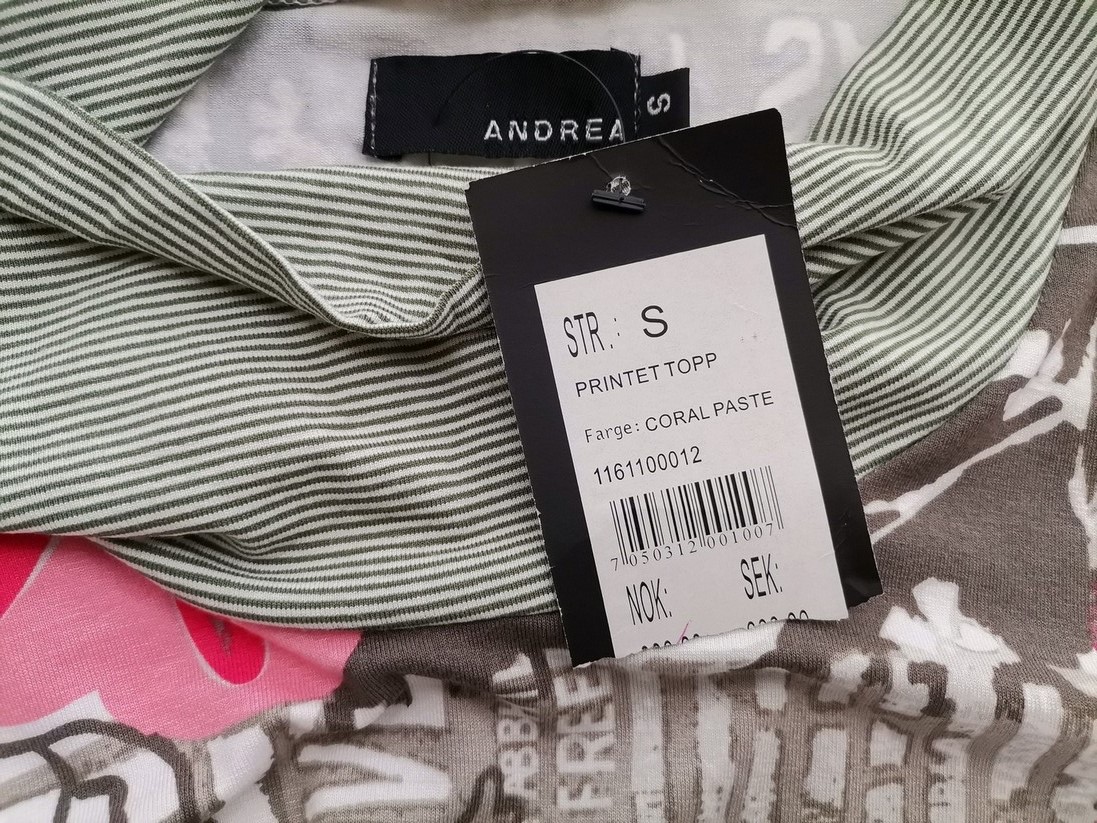 ANDREA
S
STR.: S
PRINTET TOPP
Farge: CORAL PASTE
1161100012
7 050312 001007
NOK: SEK:
FREE